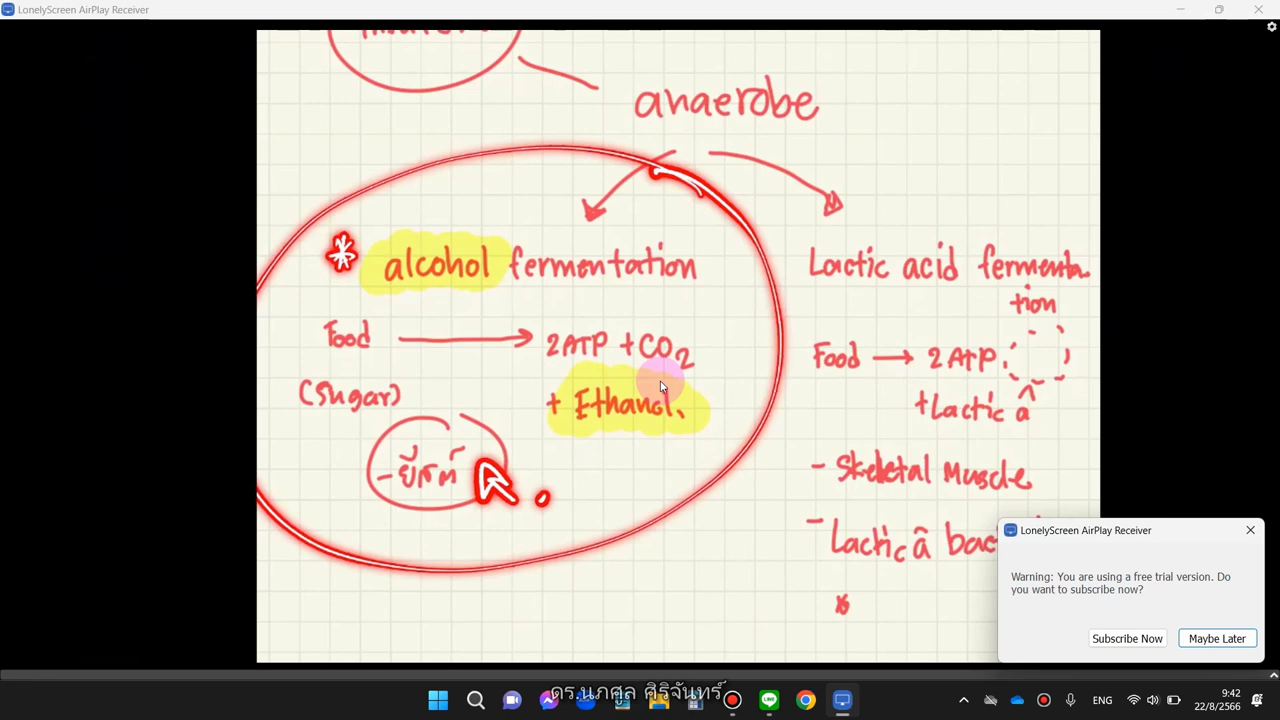 LonelyScreen AirPlay Receiver
anaerobe
* alcohol fermentation
Food → 2ATP + CO2
(Sugar) + Ethanol
- ยีสต์
Lactic acid fermenta
tion
Food → 2 ATP
+ Lactic a
- Skeletal Muscle
- Lactic a bac
*
LonelyScreen AirPlay Receiver
Warning: You are using a free trial version. Do
you want to subscribe now?
Subscribe Now Maybe Later
ดร.นภศูล ศิริจันทร์
ENG
9:42
22/8/2566